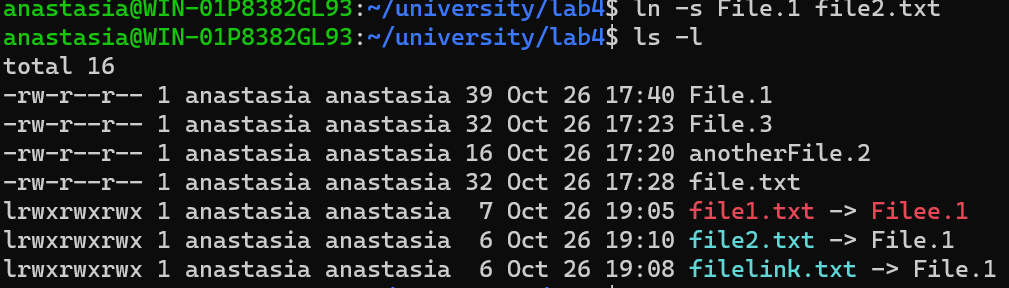 anastasia@WIN-01P8382GL93:~/university/lab4$ ln -s File.1 file2.txt
anastasia@WIN-01P8382GL93:~/university/lab4$ ls -l
total 16
-rw-r--r-- 1 anastasia anastasia 39 Oct 26 17:40 File.1
-rw-r--r-- 1 anastasia anastasia 32 Oct 26 17:23 File.3
-rw-r--r-- 1 anastasia anastasia 16 Oct 26 17:20 anotherFile.2
-rw-r--r-- 1 anastasia anastasia 32 Oct 26 17:28 file.txt
lrwxrwxrwx 1 anastasia anastasia  7 Oct 26 19:05 file1.txt -> Filee.1
lrwxrwxrwx 1 anastasia anastasia  6 Oct 26 19:10 file2.txt -> File.1
lrwxrwxrwx 1 anastasia anastasia  6 Oct 26 19:08 filelink.txt -> File.1